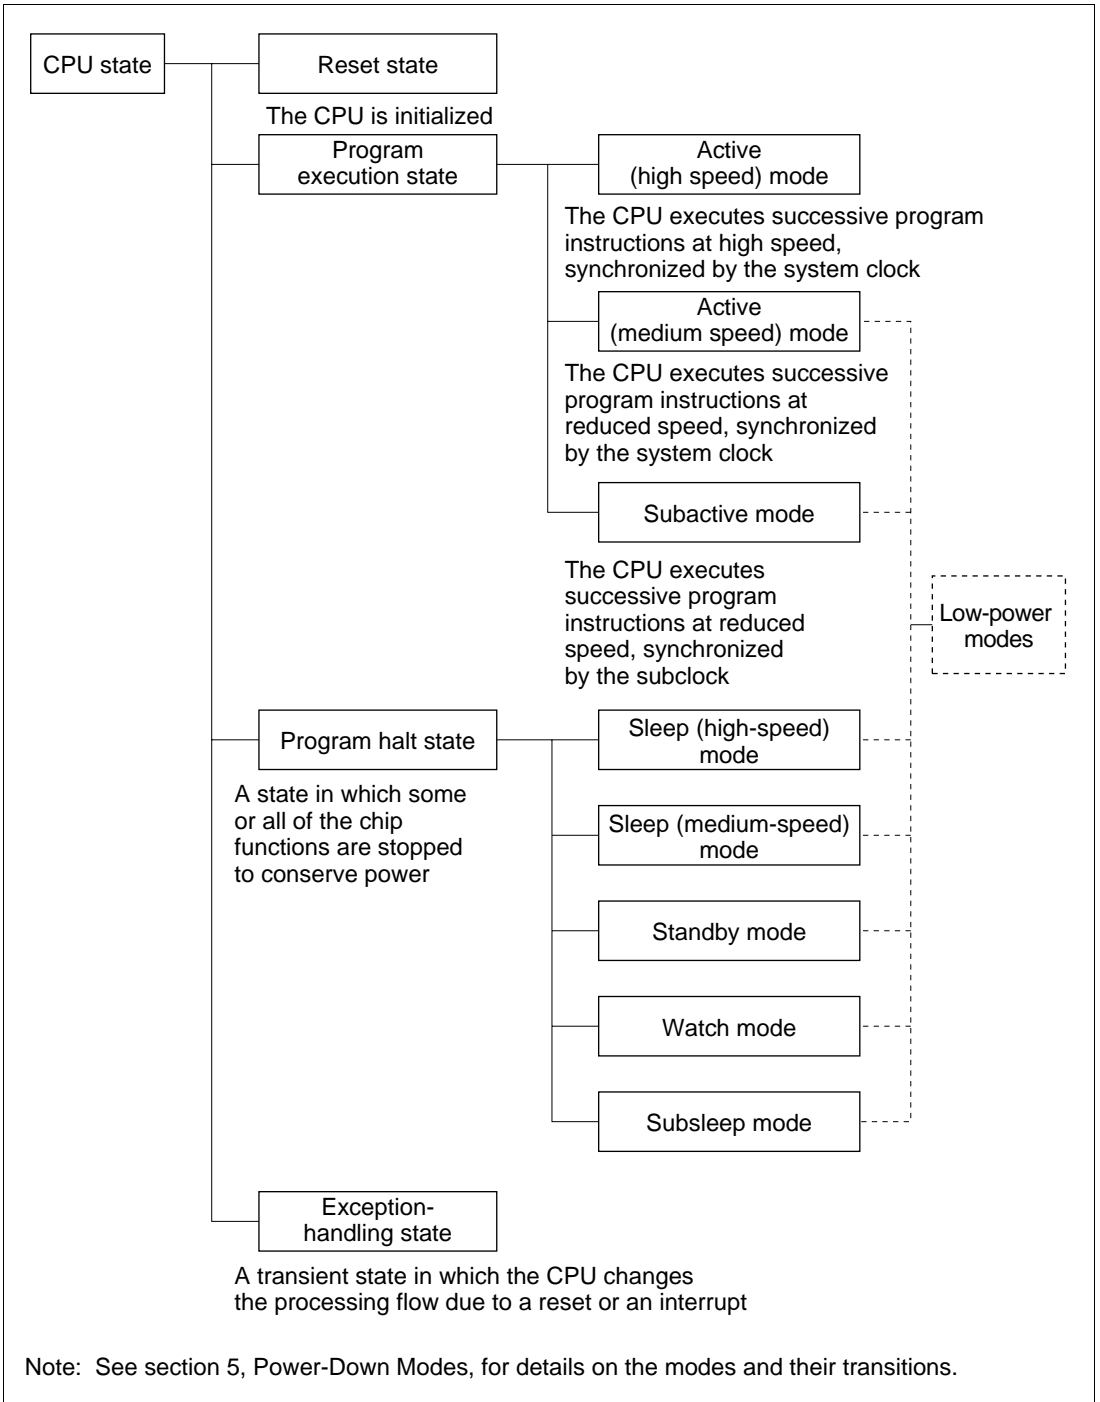 CPU state
Reset state
The CPU is initialized
Program
execution state
Active
(high speed) mode
The CPU executes successive program
instructions at high speed,
synchronized by the system clock
Active
(medium speed) mode
The CPU executes successive
program instructions at
reduced speed, synchronized
by the system clock
Subactive mode
The CPU executes
successive program
instructions at reduced
speed, synchronized
by the subclock
Low-power
modes
Program halt state
A state in which some
or all of the chip
functions are stopped
to conserve power
Sleep (high-speed)
mode
Sleep (medium-speed)
mode
Standby mode
Watch mode
Subsleep mode
Exception-
handling state
A transient state in which the CPU changes
the processing flow due to a reset or an interrupt
Note: See section 5, Power-Down Modes, for details on the modes and their transitions.